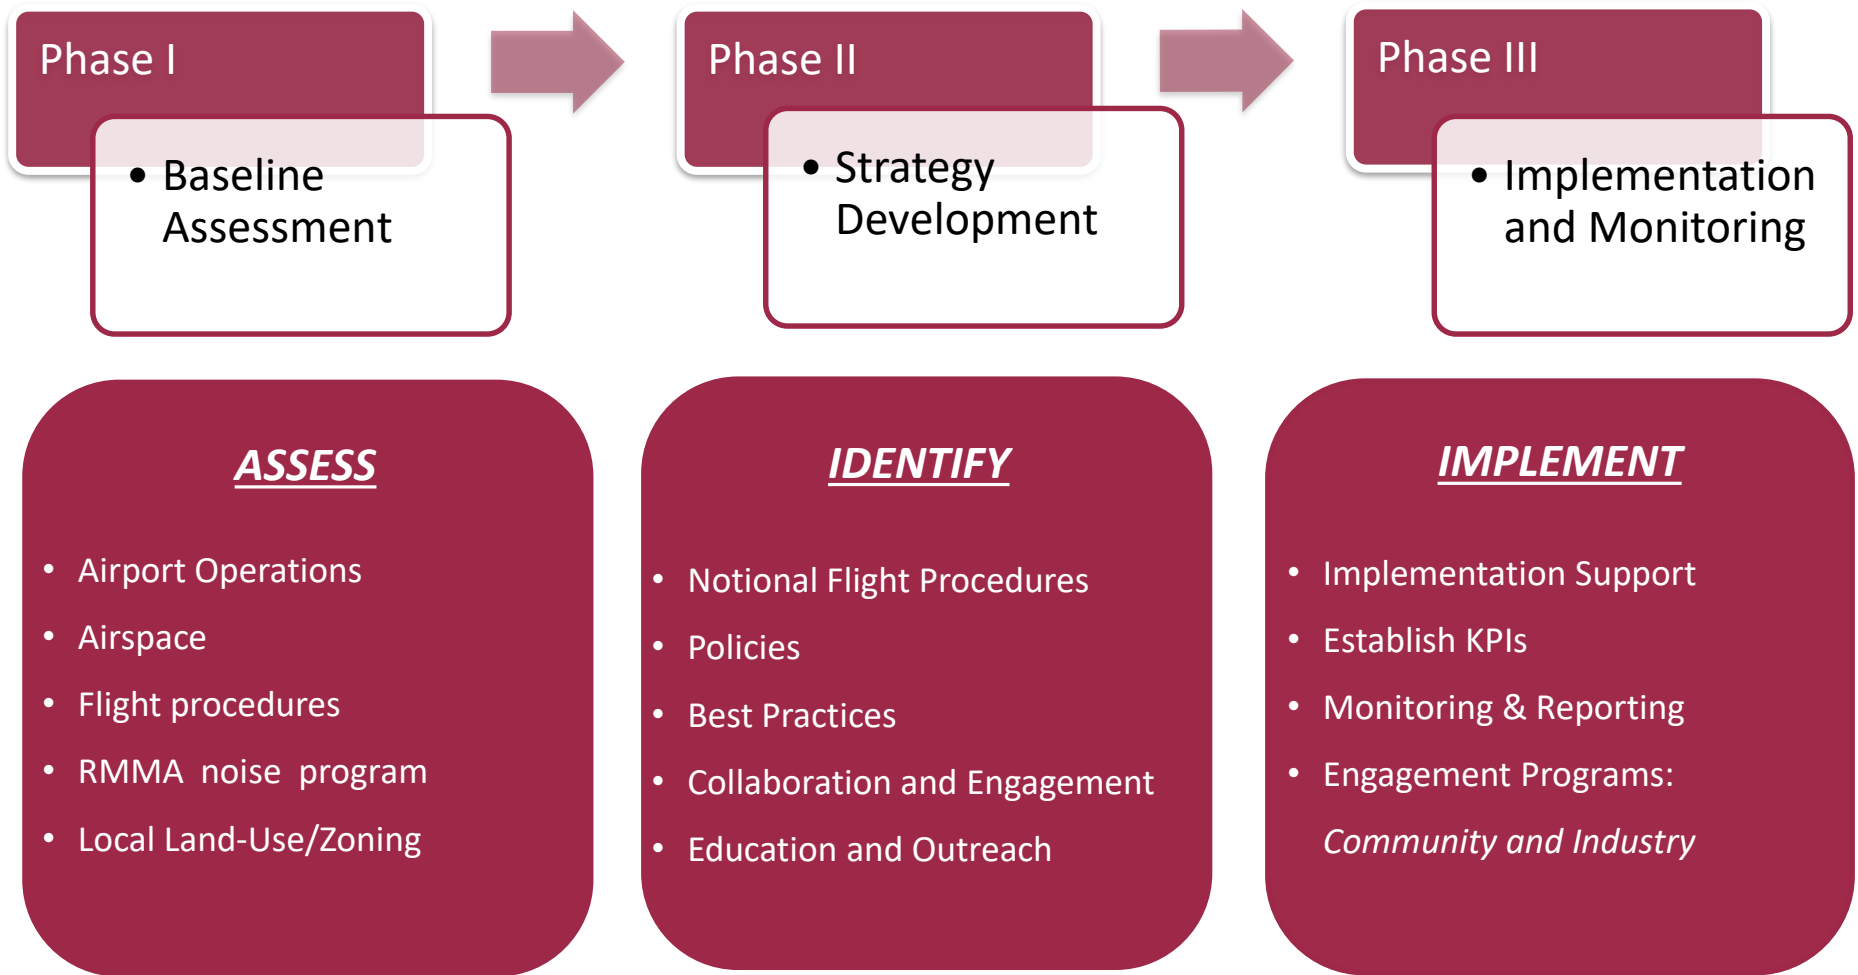 Phase I
• Baseline
Assessment
Phase II
• Strategy
Development
Phase III
• Implementation
and Monitoring
ASSESS
• Airport Operations
• Airspace
• Flight procedures
• RMMA noise program
• Local Land-Use/Zoning
IDENTIFY
• Notional Flight Procedures
• Policies
• Best Practices
• Collaboration and Engagement
• Education and Outreach
IMPLEMENT
• Implementation Support
• Establish KPIs
• Monitoring & Reporting
• Engagement Programs:
Community and Industry